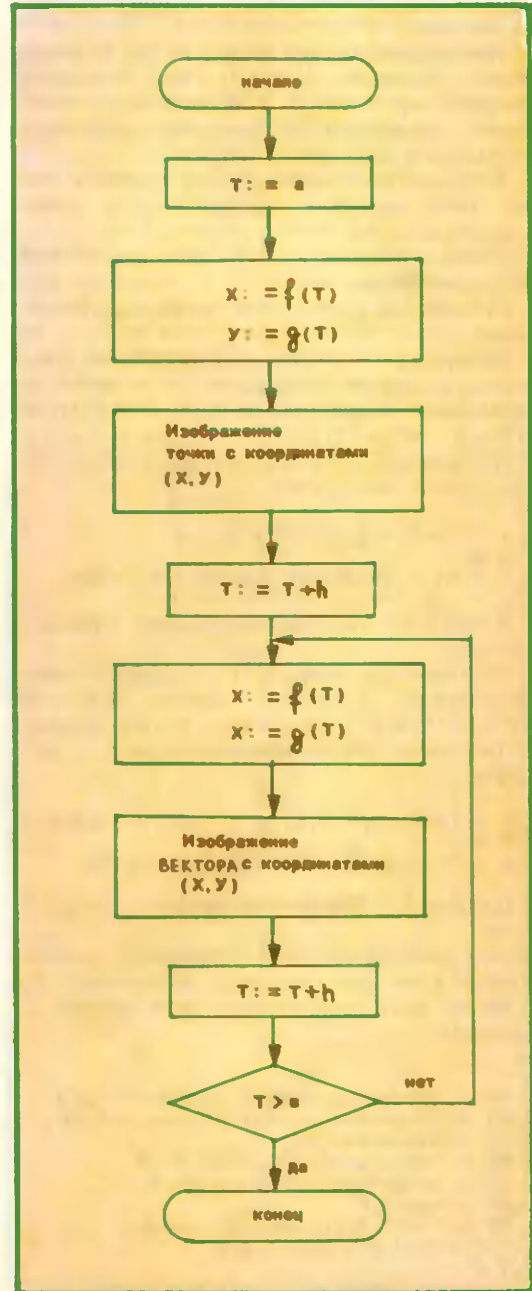 начало
T: = a
X: = f(T)
У: = g(T)
Изображение
точки с координатами
(X, У)
T: = T+h
X: = f(T)
X: = g(T)
Изображение
ВЕКТОРА с координатами
(X, У)
T: = T+h
T > в
нет
да
конец